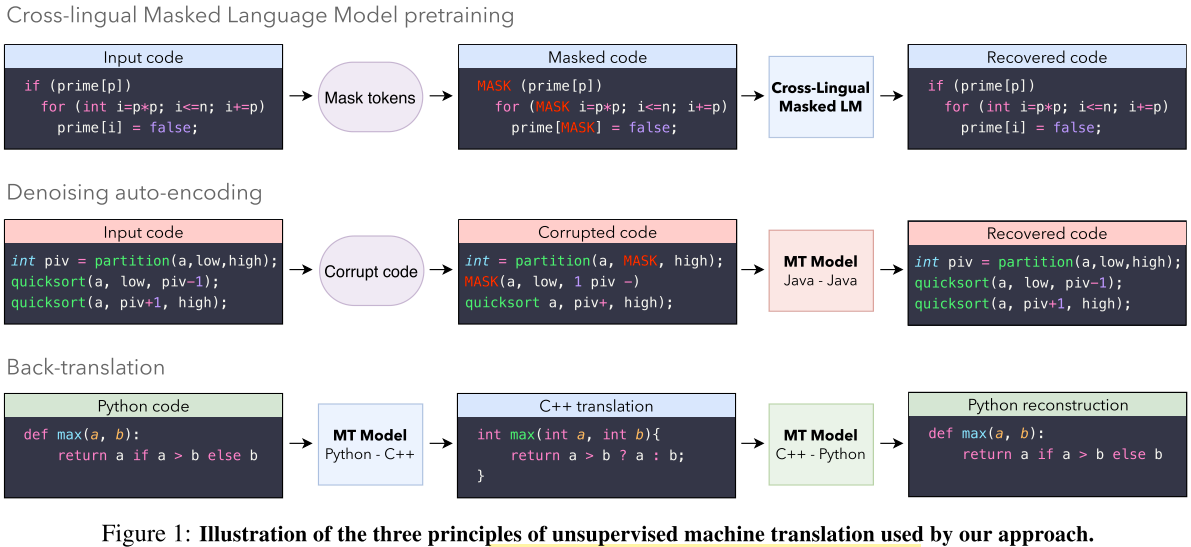 Cross-lingual Masked Language Model pretraining
Input code
if (prime[p])
for (int i=p*p; i<=n; i+=p)
prime[i] = false;
Mask tokens
Masked code
MASK (prime[p])
for (MASK i=p*p; i<=n; i+=p)
prime[MASK] = false;
Cross-Lingual
Masked LM
Recovered code
if (prime[p])
for (int i=p*p; i<=n; i+=p)
prime[i] = false;
Denoising auto-encoding
Input code
int piv = partition(a,low,high);
quicksort(a, low, piv-1);
quicksort(a, piv+1, high);
Corrupt code
Corrupted code
int = partition(a, MASK, high);
MASK(a, low, 1 piv -)
quicksort a, piv+, high);
MT Model
Java - Java
Recovered code
int piv = partition(a,low,high);
quicksort(a, low, piv-1);
quicksort(a, piv+1, high);
Back-translation
Python code
def max(a, b):
return a if a > b else b
MT Model
Python - C++
C++ translation
int max(int a, int b){
return a > b ? a : b;
}
MT Model
C++ - Python
Python reconstruction
def max(a, b):
return a if a > b else b
Figure 1: Illustration of the three principles of unsupervised machine translation used by our approach.